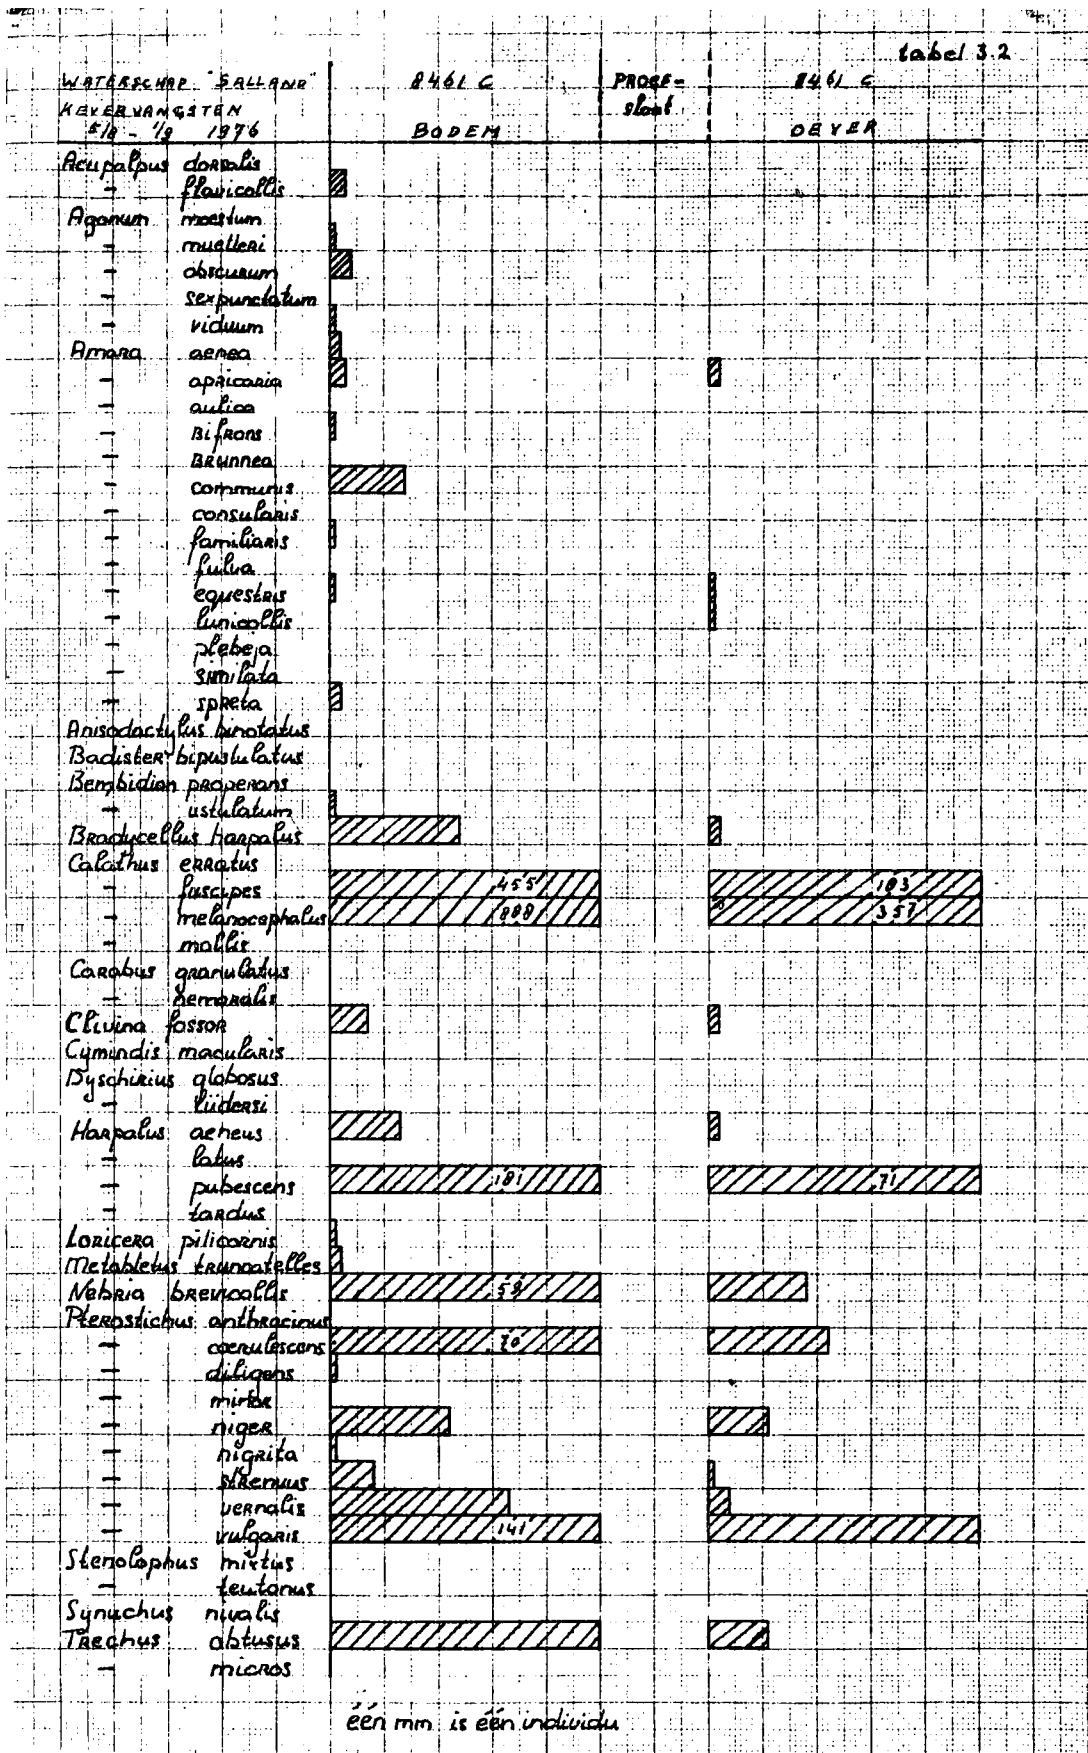 tabel 3.2
WATERSCHAP "SALLAND" 8461 C PROEF- 8461 C
KEVERVANGSTEN sloot
5/8 - 1/9 1976 BODEM OEVER
Acupalpus dorsalis
— flavicollis
Agonum moestum
— muelleri
— obscurum
— sexpunctatum
— viduum
Amara aenea
— apricaria
— aulica
— Bifrons
— Brunnea
— communis
— consularis
— familiaris
— fulva
— equestris
— lunicollis
— plebeja
— similata
— spreta
Anisodactylus binotatus
Badister bipustulatus
Bembidion properans
— ustulatum
Bradycellus harpalus
Calathus erratus
— fuscipes 455 183
— melanocephalus 888 357
— mollis
Carabus granulatus
— nemoralis
Clivina fossor
Cymindis macularis
Dyschirius globosus
— lüdersi
Harpalus aeneus
— latus
— pubescens 181 71
— tardus
Loricera pilicornis
Metabletus truncatelles
Nebria brevicollis 59
Pterostichus anthracinus
— coerulescens 70
— diligens
— minor
— niger
— nigrita
— strenuus
— vernalis
— vulgaris 141
Stenolophus mixtus
— teutonus
Synuchus nivalis
Trechus obtusus
— micros
één mm is één individu